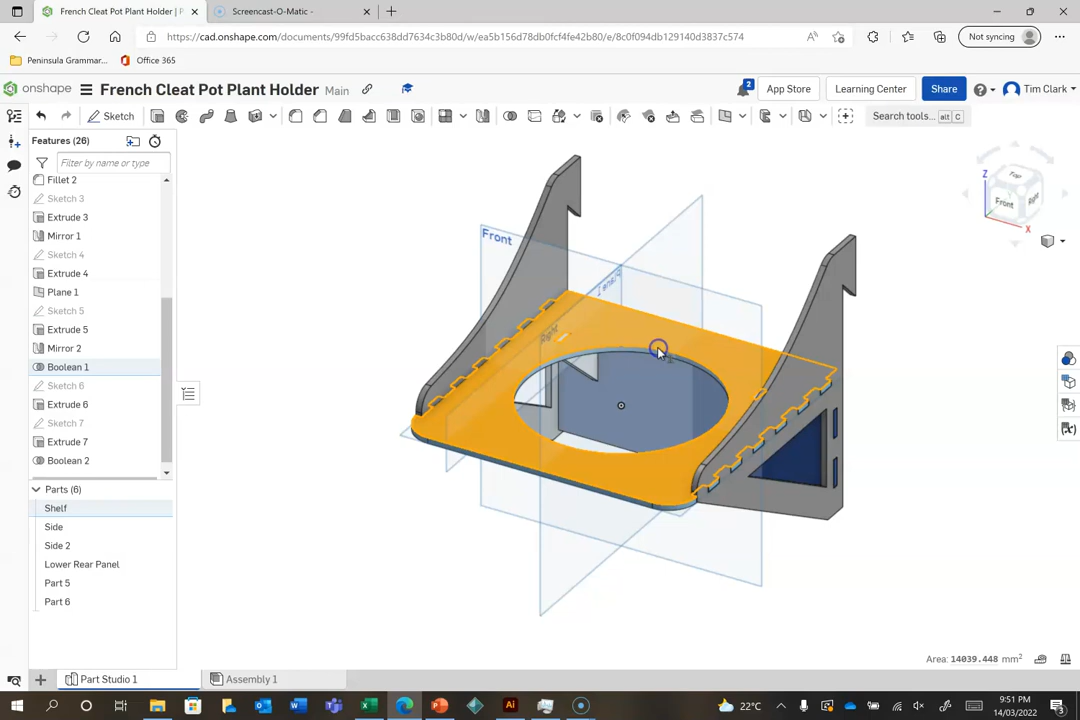 French Cleat Pot Plant Holder |
Screencast-O-Matic -
https://cad.onshape.com/documents/99fd5bacc638dd7634c3b80d/w/ea5b156d78db0fcf4fe42b80/e/8c0f094db129140d3837c574
Not syncing
Peninsula Grammar...
Office 365
onshape
French Cleat Pot Plant Holder
Main
2
App Store
Learning Center
Share
Tim Clark
Sketch
Search tools...
alt
C
Features (26)
Filter by name or type
Fillet 2
Sketch 3
Extrude 3
Mirror 1
Sketch 4
Extrude 4
Plane 1
Sketch 5
Extrude 5
Mirror 2
Boolean 1
Sketch 6
Extrude 6
Sketch 7
Extrude 7
Boolean 2
Parts (6)
Shelf
Side
Side 2
Lower Rear Panel
Part 5
Part 6
Front
Right
Plane 1
Z
Top
Front
Right
X
Area: 14039.448 mm²
Part Studio 1
Assembly 1
22°C
9:51 PM
14/03/2022